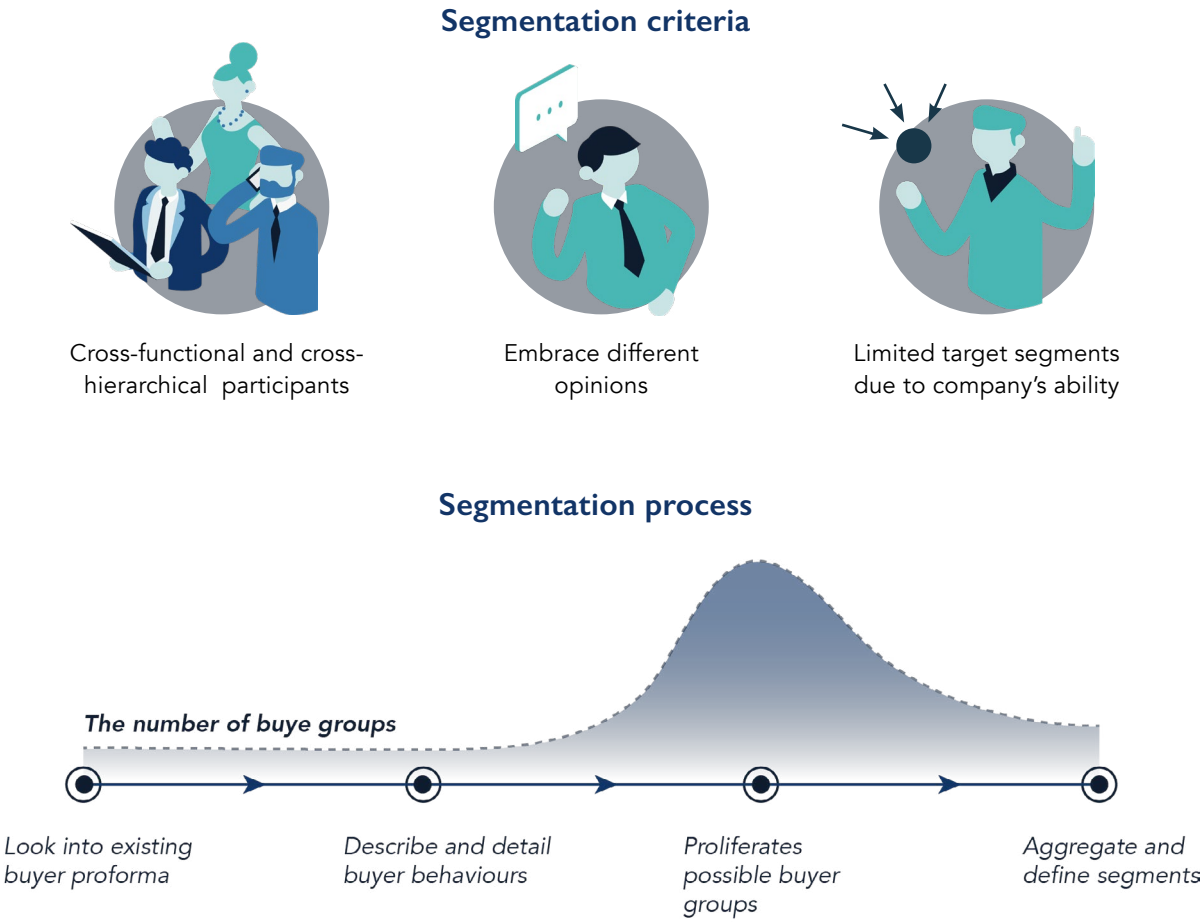 Segmentation criteria
Cross-functional and cross-
hierarchical participants
Embrace different
opinions
Limited target segments
due to company's ability
Segmentation process
The number of buye groups
Look into existing
buyer proforma
Describe and detail
buyer behaviours
Proliferates
possible buyer
groups
Aggregate and
define segments